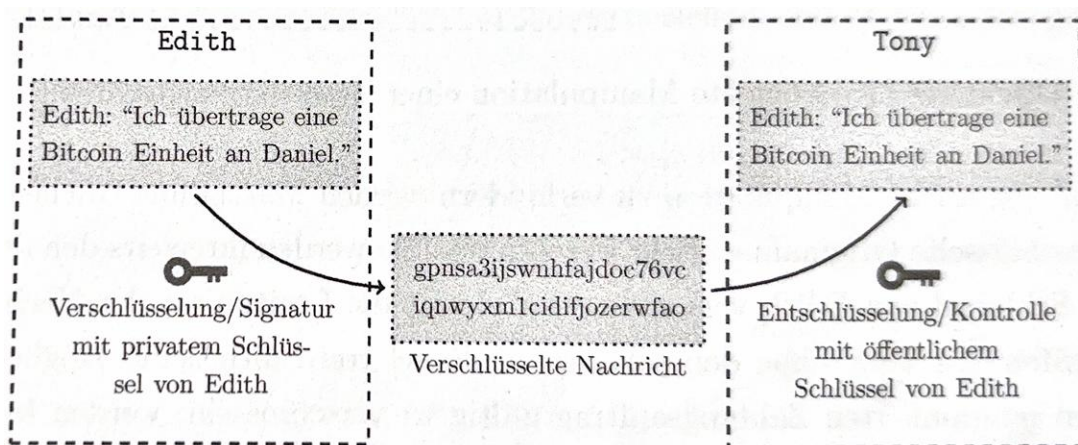 Edith
Edith: “Ich übertrage eine
Bitcoin Einheit an Daniel.”
Verschlüsselung/Signatur
mit privatem Schlüs-
sel von Edith
gpnsa3ijswnhfajdoc76vc
iqnwyxm1cidifjozerwfao
Verschlüsselte Nachricht
Tony
Edith: “Ich übertrage eine
Bitcoin Einheit an Daniel.”
Entschlüsselung/Kontrolle
mit öffentlichem
Schlüssel von Edith